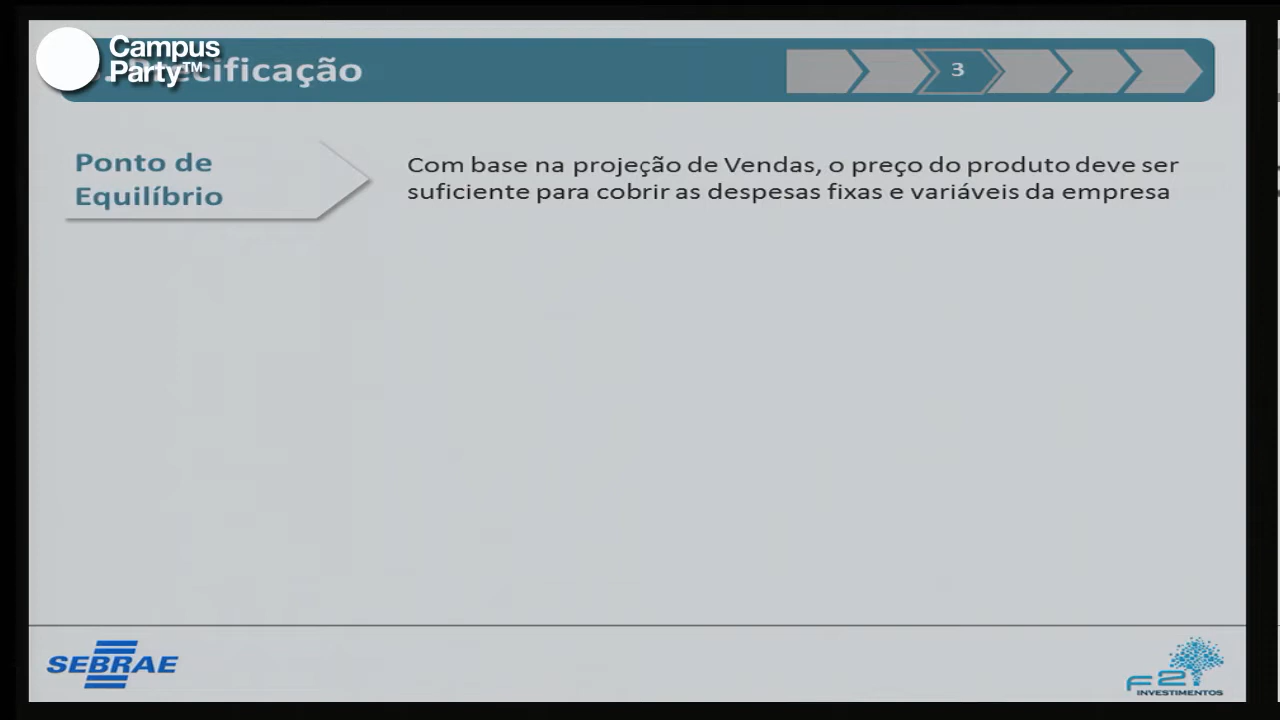 Campus
Party™
ecificação
3
Ponto de
Equilíbrio
Com base na projeção de Vendas, o preço do produto deve ser
suficiente para cobrir as despesas fixas e variáveis da empresa
SEBRAE
F2i
INVESTIMENTOS